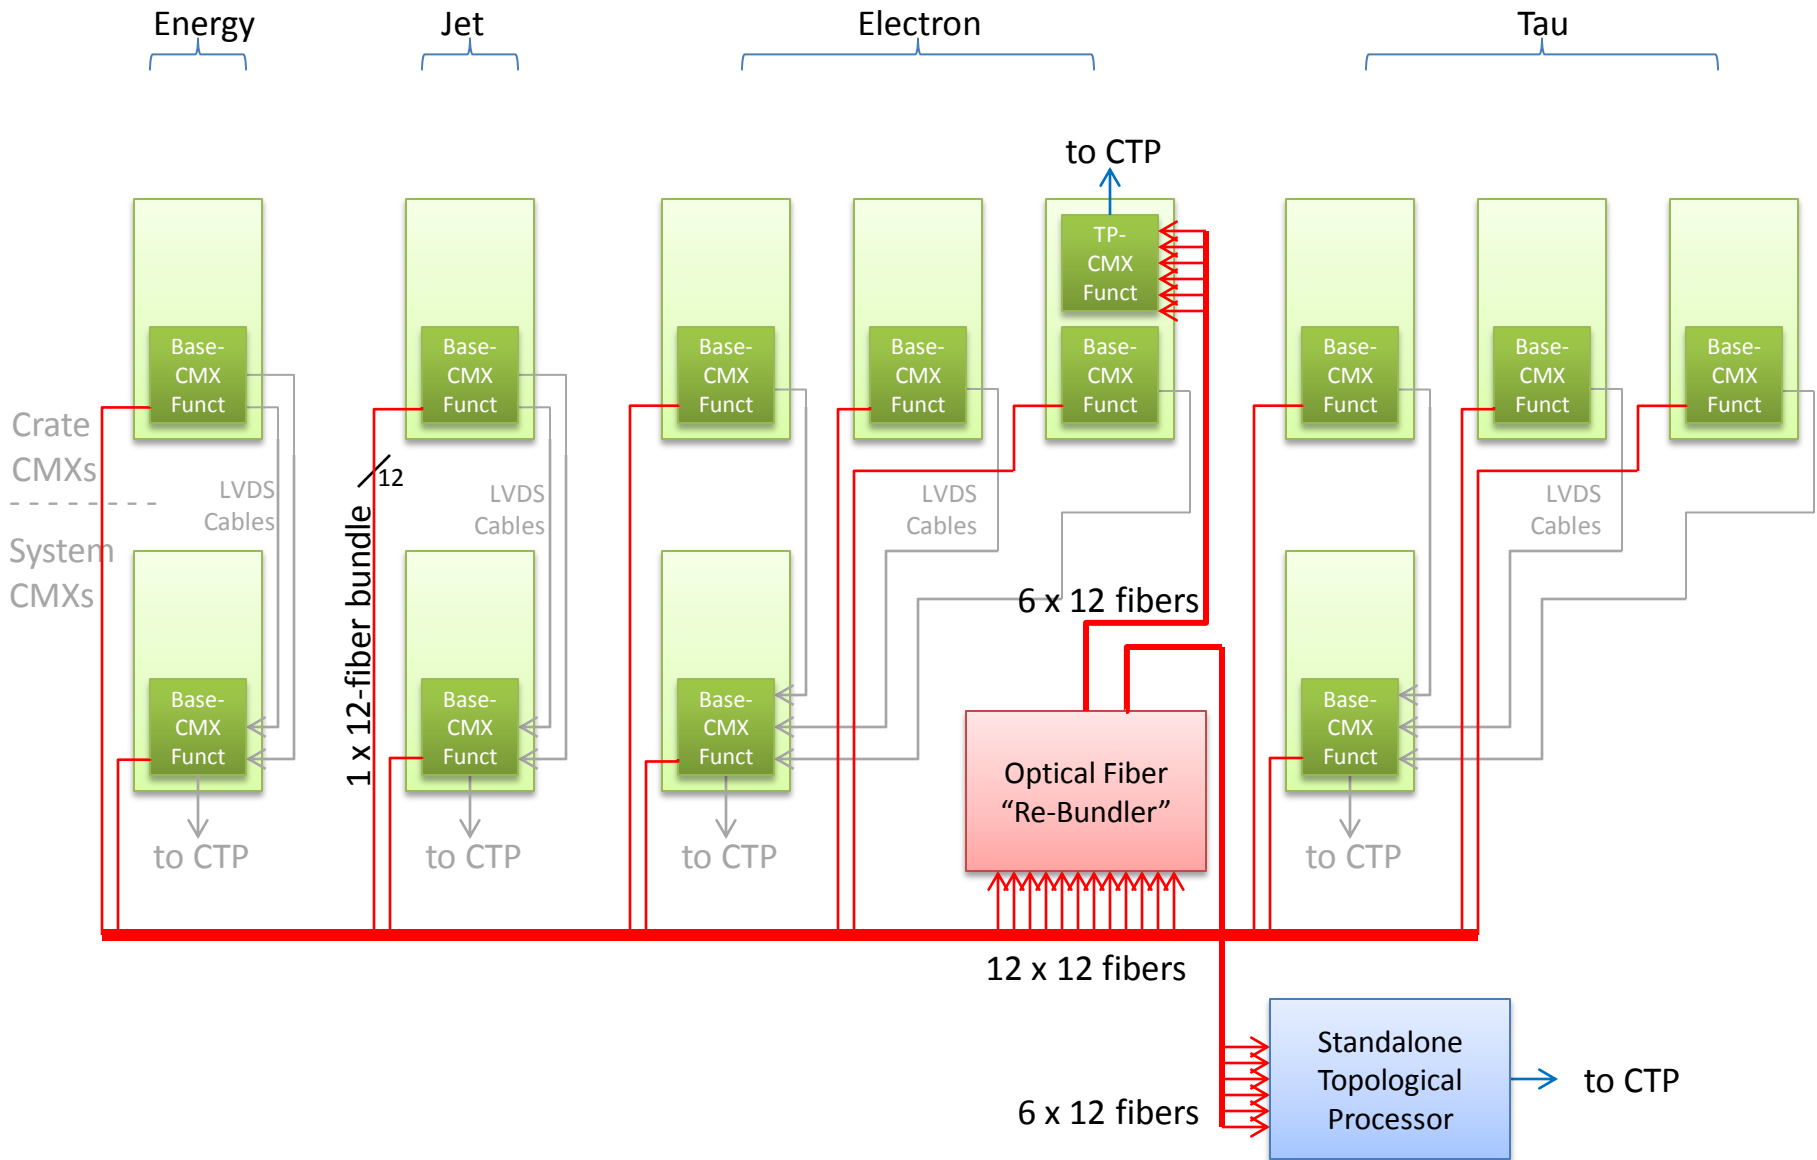 Energy
Jet
Electron
Tau
to CTP
TP-
CMX
Funct
Base-
CMX
Funct
Base-
CMX
Funct
Base-
CMX
Funct
Base-
CMX
Funct
Base-
CMX
Funct
Base-
CMX
Funct
Base-
CMX
Funct
Base-
CMX
Funct
Crate
CMXs
System
CMXs
12
1 x 12-fiber bundle
LVDS
Cables
LVDS
Cables
LVDS
Cables
LVDS
Cables
6 x 12 fibers
Base-
CMX
Funct
Base-
CMX
Funct
Base-
CMX
Funct
Base-
CMX
Funct
Optical Fiber
“Re-Bundler”
to CTP
to CTP
to CTP
to CTP
12 x 12 fibers
6 x 12 fibers
Standalone
Topological
Processor
to CTP